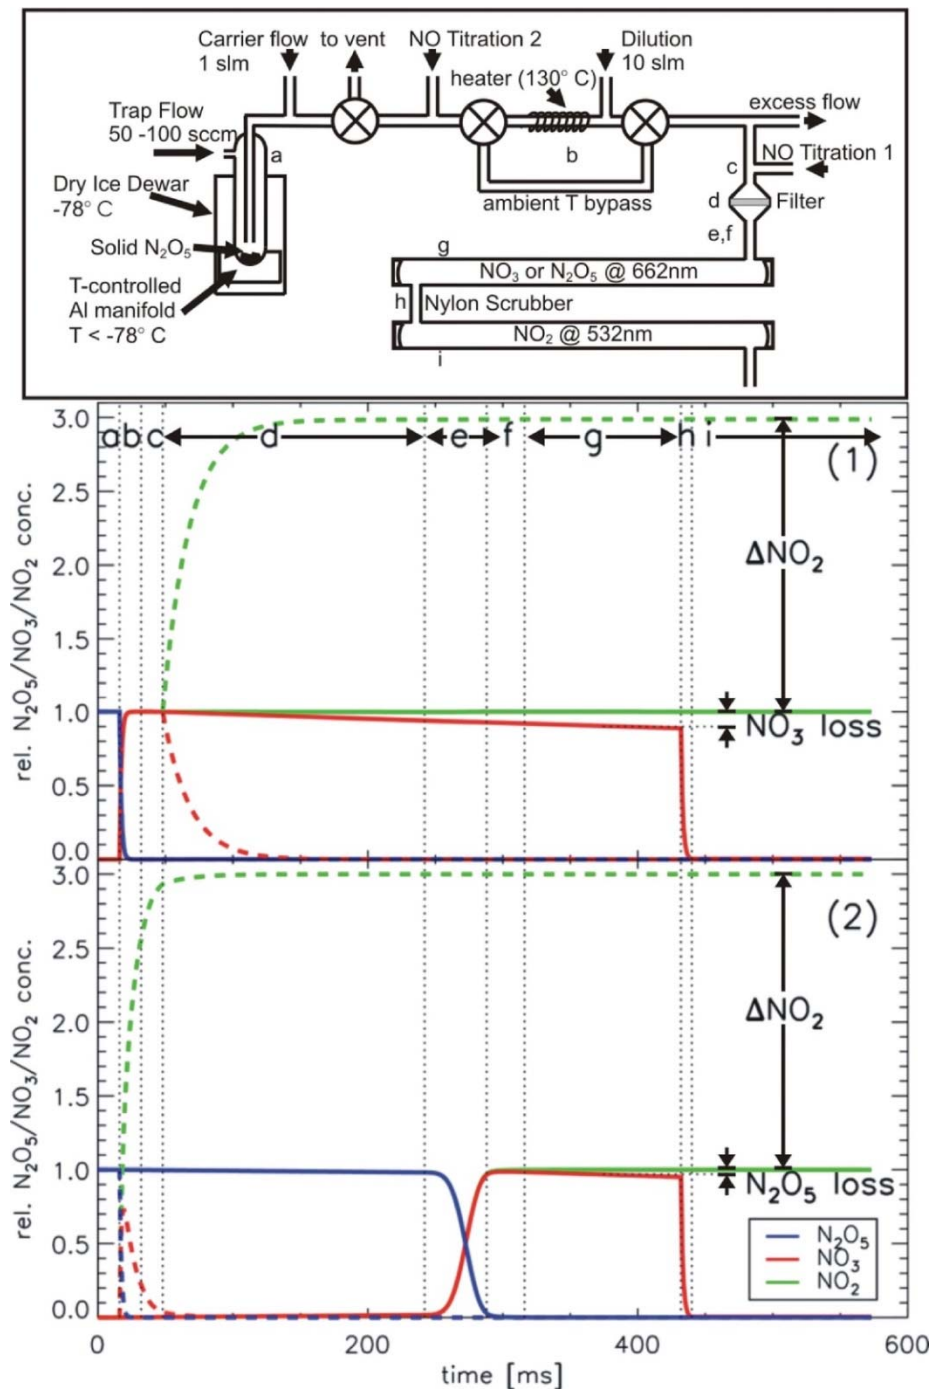 Carrier flow
1 slm
to vent
NO Titration 2
Dilution
10 slm
heater (130° C)
excess flow
Trap Flow
50 -100 sccm
a
b
c
NO Titration 1
Dry Ice Dewar
-78° C
ambient T bypass
d
Filter
e,f
Solid N₂O₅
g
NO₃ or N₂O₅ @ 662nm
T-controlled
Al manifold
T < -78° C
h
Nylon Scrubber
NO₂ @ 532nm
i
rel. N₂O₅/NO₃/NO₂ conc.
3.0
2.5
2.0
1.5
1.0
0.5
0.0
a b c d e f g h i
(1)
ΔNO₂
NO₃ loss
rel. N₂O₅/NO₃/NO₂ conc.
3.0
2.5
2.0
1.5
1.0
0.5
0.0
(2)
ΔNO₂
N₂O₅ loss
N₂O₅
NO₃
NO₂
0 200 400 600
time [ms]